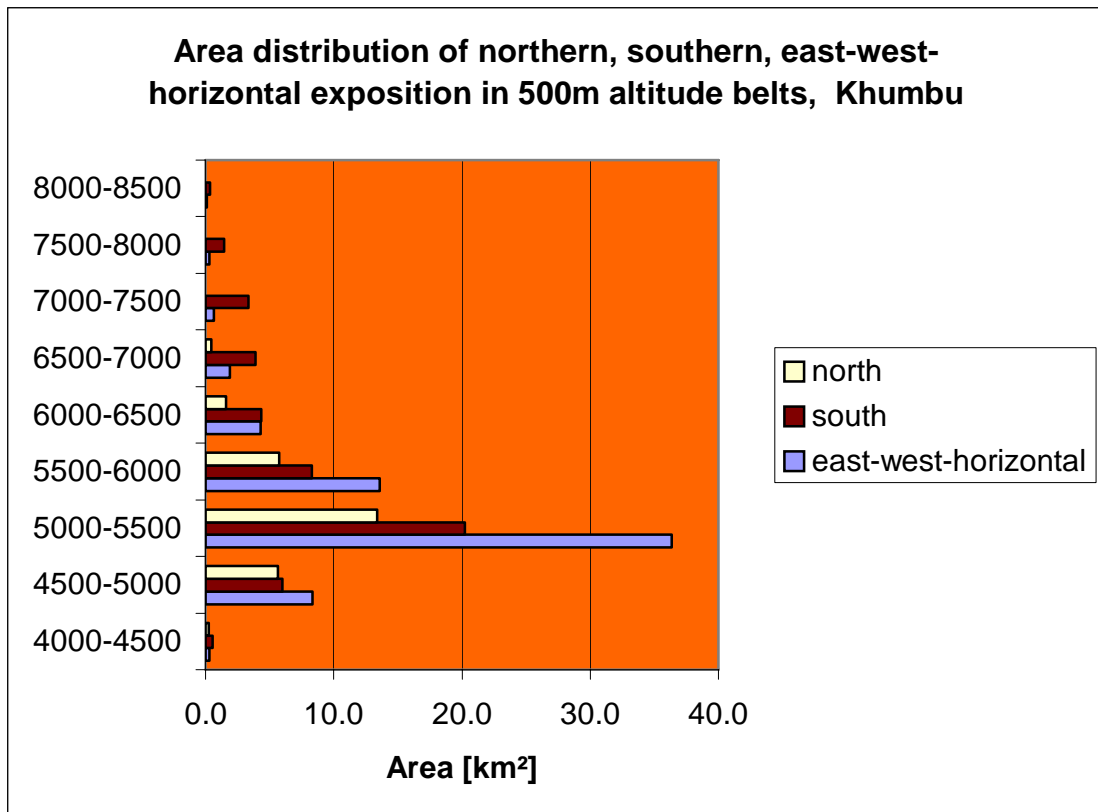 Area distribution of northern, southern, east-west-
horizontal exposition in 500m altitude belts, Khumbu
8000-8500
7500-8000
7000-7500
6500-7000
6000-6500
5500-6000
5000-5500
4500-5000
4000-4500
0.0 10.0 20.0 30.0 40.0
Area [km²]
north
south
east-west-horizontal